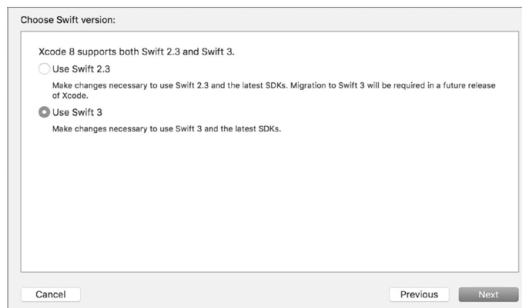 Choose Swift version:
Xcode 8 supports both Swift 2.3 and Swift 3.
Use Swift 2.3
Make changes necessary to use Swift 2.3 and the latest SDKs. Migration to Swift 3 will be required in a future release
of Xcode.
Use Swift 3
Make changes necessary to use Swift 3 and the latest SDKs.
Cancel
Previous
Next